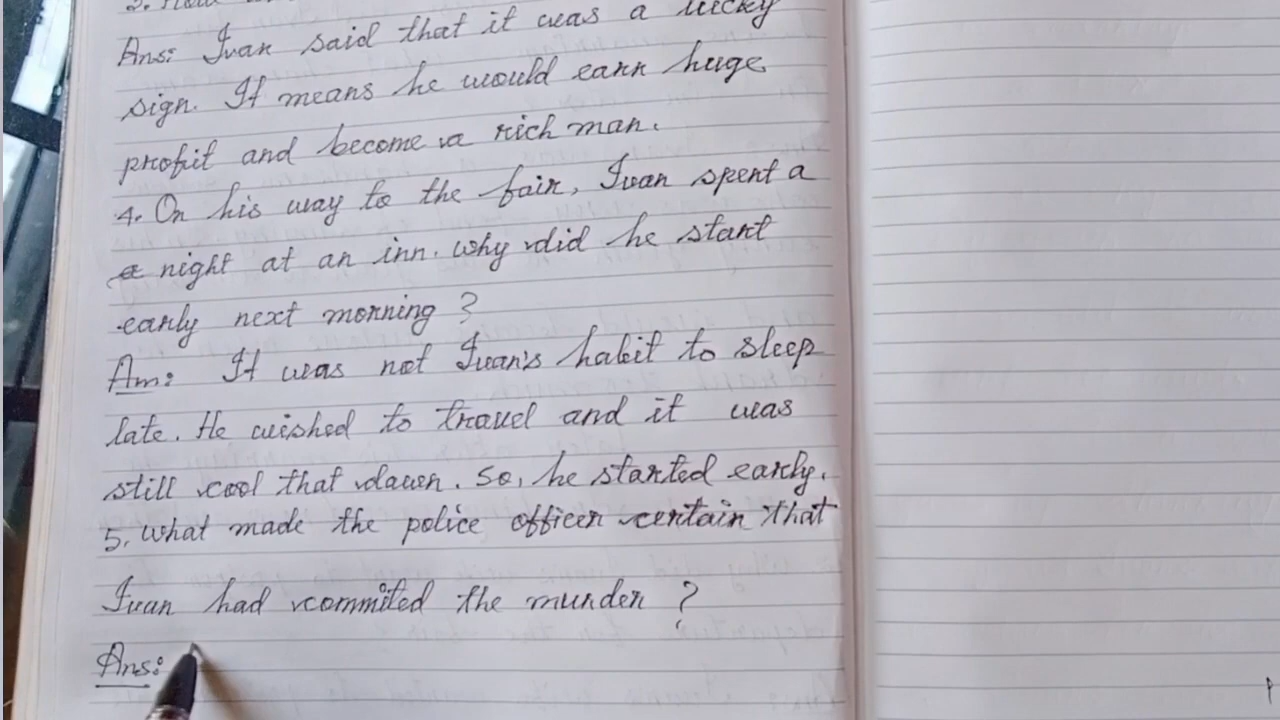 Ans: Ivan said that it was a lucky
sign. It means he would earn huge
profit and become a rich man.
4. On his way to the fair, Ivan spent a
night at an inn. Why did he start
early next morning ?
Ans: It was not Ivan's habit to sleep
late. He wished to travel and it was
still cool that dawn. So, he started early.
5. What made the police officer certain that
Ivan had commited the murder ?
Ans: